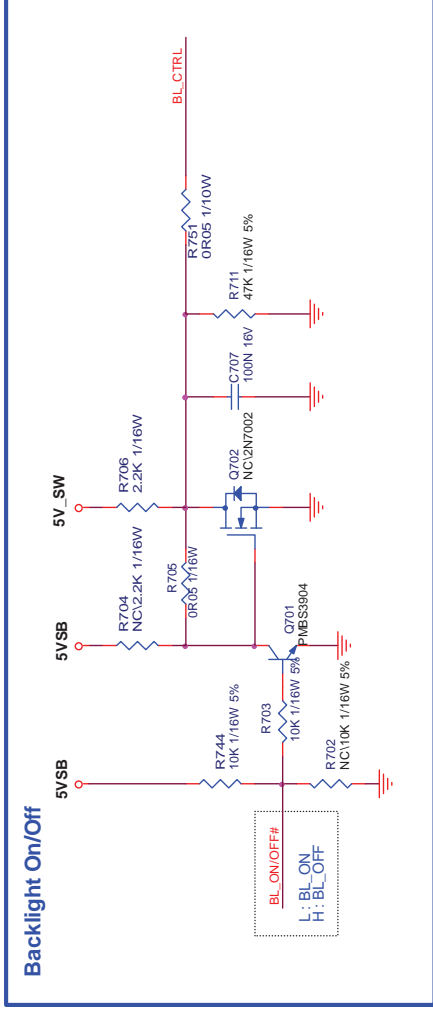 Backlight On/Off
5VSB
5VSB
5V_SW
R744
10K 1/16W 5%
R704
NC\2.2K 1/16W
R706
2.2K 1/16W
R705
0R05 1/16W
R751
0R05 1/10W
BL_CTRL
BL_ON/OFF#
L : BL_ON
H : BL_OFF
R703
10K 1/16W 5%
R702
NC\10K 1/16W 5%
Q701
PMBS3904
Q702
NC\2N7002
C707
100N 16V
R711
47K 1/16W 5%